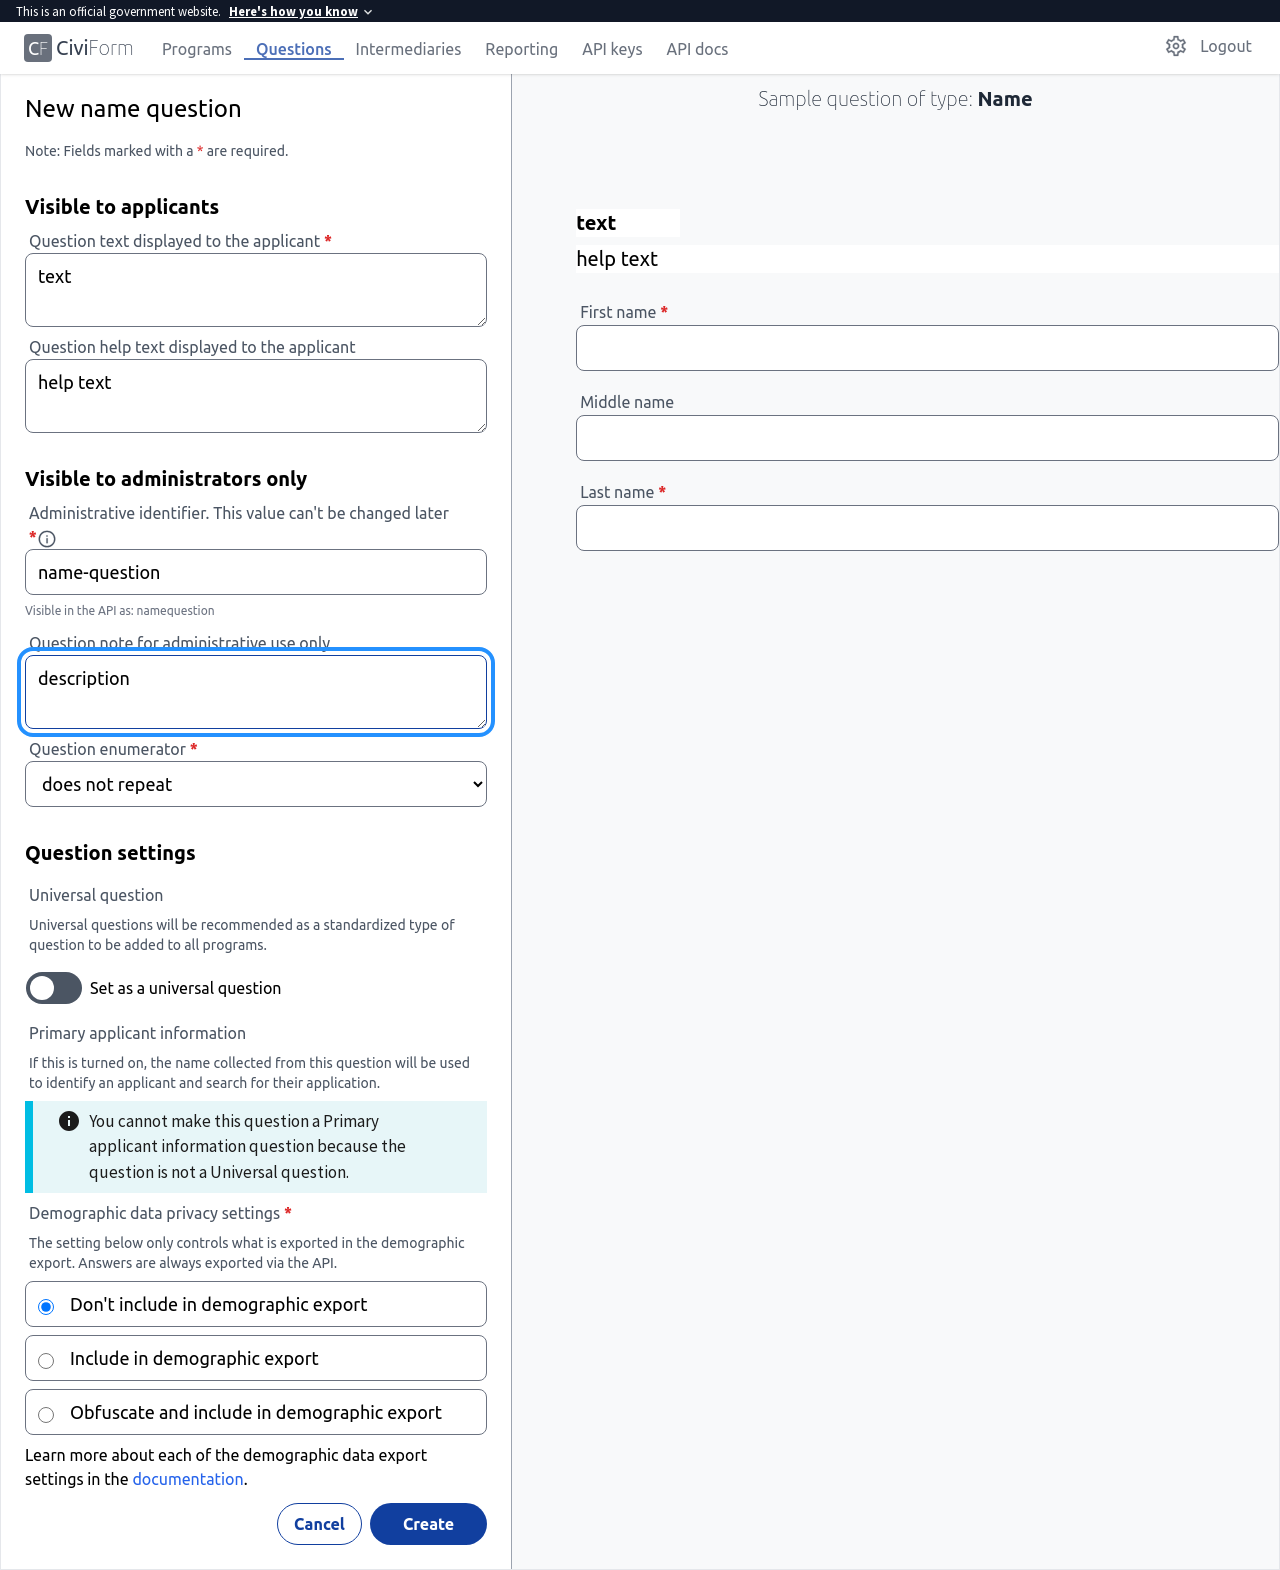 This is an official government website. Here's how you know
CF CiviForm Programs Questions Intermediaries Reporting API keys API docs Logout
New name question
Note: Fields marked with a * are required.
Visible to applicants
Question text displayed to the applicant *
text
Question help text displayed to the applicant
help text
Visible to administrators only
Administrative identifier. This value can't be changed later
*
name-question
Visible in the API as: namequestion
Question note for administrative use only
description
Question enumerator *
does not repeat
Question settings
Universal question
Universal questions will be recommended as a standardized type of
question to be added to all programs.
Set as a universal question
Primary applicant information
If this is turned on, the name collected from this question will be used
to identify an applicant and search for their application.
You cannot make this question a Primary
applicant information question because the
question is not a Universal question.
Demographic data privacy settings *
The setting below only controls what is exported in the demographic
export. Answers are always exported via the API.
Don't include in demographic export
Include in demographic export
Obfuscate and include in demographic export
Learn more about each of the demographic data export
settings in the documentation.
Cancel Create
Sample question of type: Name
text
help text
First name *
Middle name
Last name *